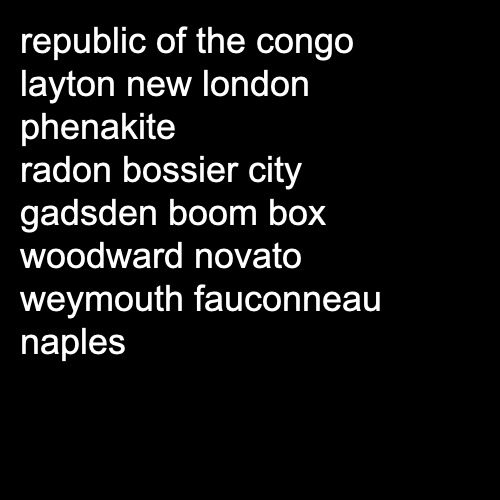 republic of the congo
layton new london
phenakite
radon bossier city
gadsden boom box
woodward novato
weymouth fauconneau
naples